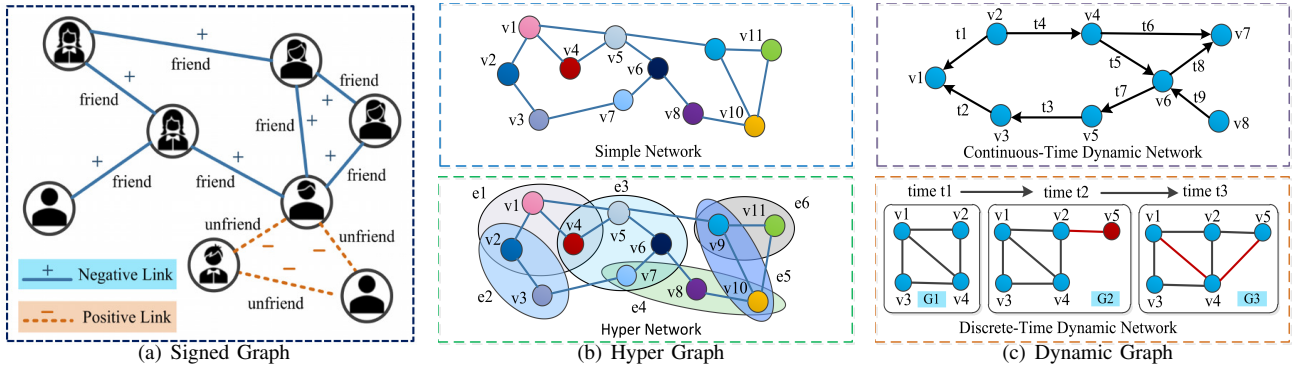 +
friend
+
friend
friend
+
friend
+
+
friend
+
friend
friend
unfriend
unfriend
−
−
−
unfriend
+
Negative Link
−
Positive Link
(a) Signed Graph
v1
v2
v3
v4
v5
v6
v7
v8
v10
v11
Simple Network
e1
e3
e6
v1
v2
v3
v4
v5
v6
v7
v8
v9
v10
v11
e2
e4
e5
Hyper Network
(b) Hyper Graph
v2
v4
v7
t1
t4
t6
t5
t8
v1
t2
t3
t7
v6
t9
v3
v5
v8
Continuous-Time Dynamic Network
time t1
time t2
time t3
v1
v2
v3
v4
G1
v1
v2
v5
v3
v4
G2
v1
v2
v5
v3
v4
G3
Discrete-Time Dynamic Network
(c) Dynamic Graph